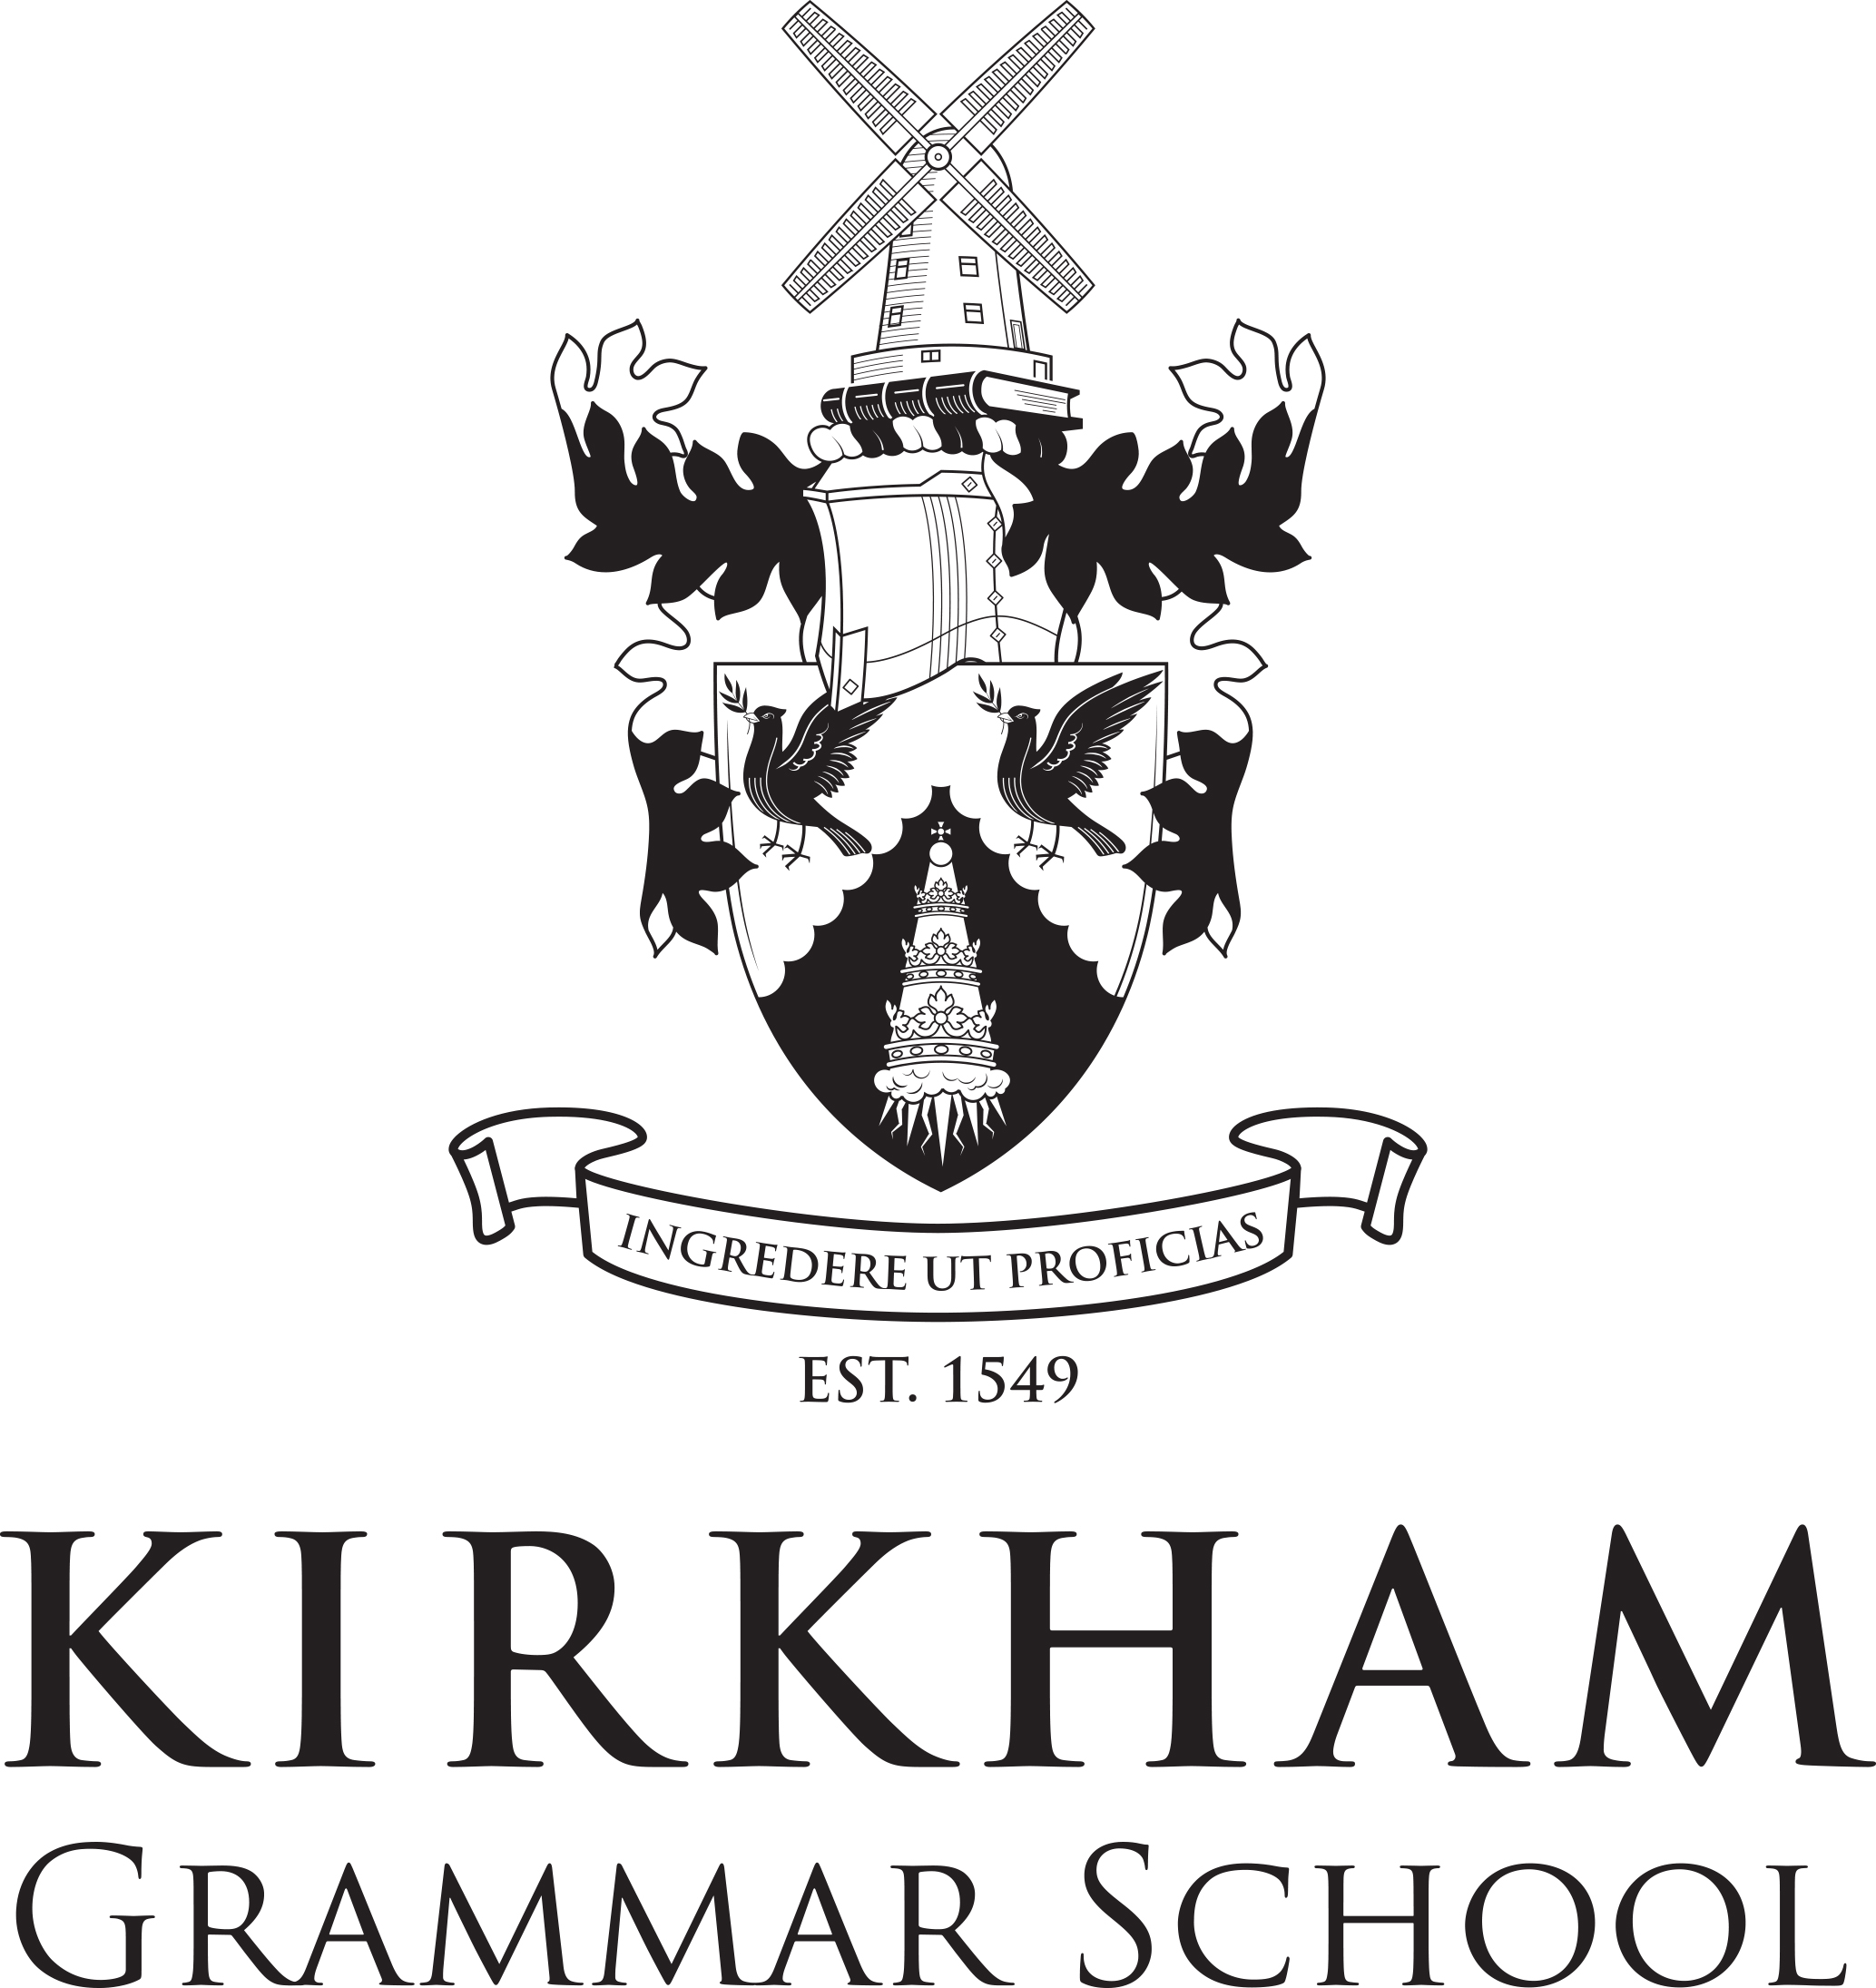 INGREDERE UT PROFICIAS
EST. 1549
KIRKHAM
GRAMMAR SCHOOL